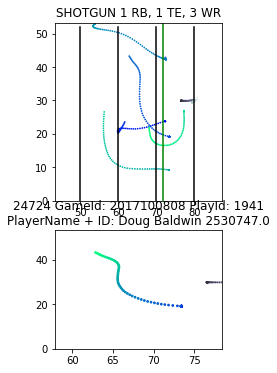 SHOTGUN 1 RB, 1 TE, 3 WR
50
40
30
20
10
0
50 60 70 80
24724 GameId: 2017100808 PlayId: 1941
PlayerName + ID: Doug Baldwin 2530747.0
40
20
0
60 65 70 75